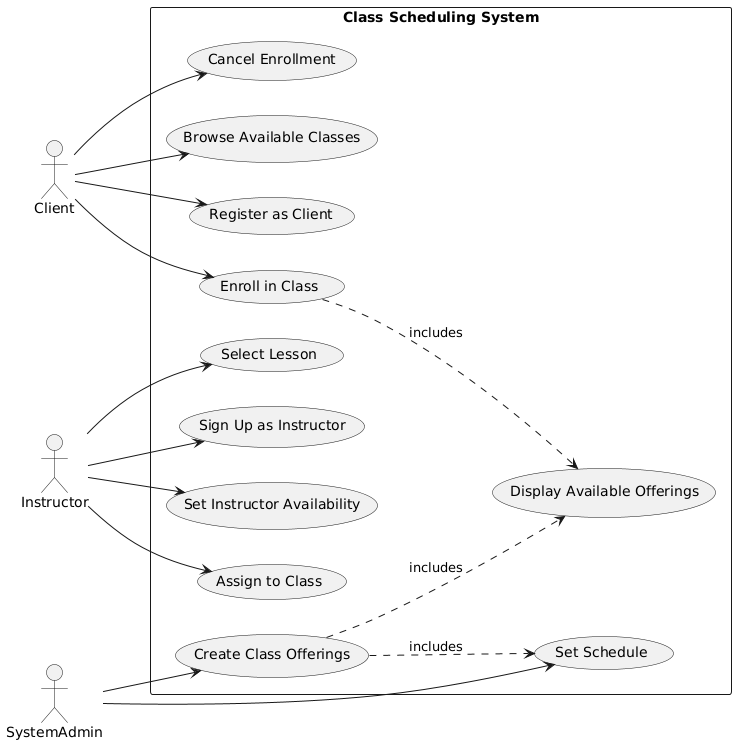 Class Scheduling System
Cancel Enrollment
Browse Available Classes
Client
Register as Client
Enroll in Class
includes
Select Lesson
Sign Up as Instructor
Display Available Offerings
Instructor
Set Instructor Availability
includes
Assign to Class
includes
Create Class Offerings
Set Schedule
SystemAdmin